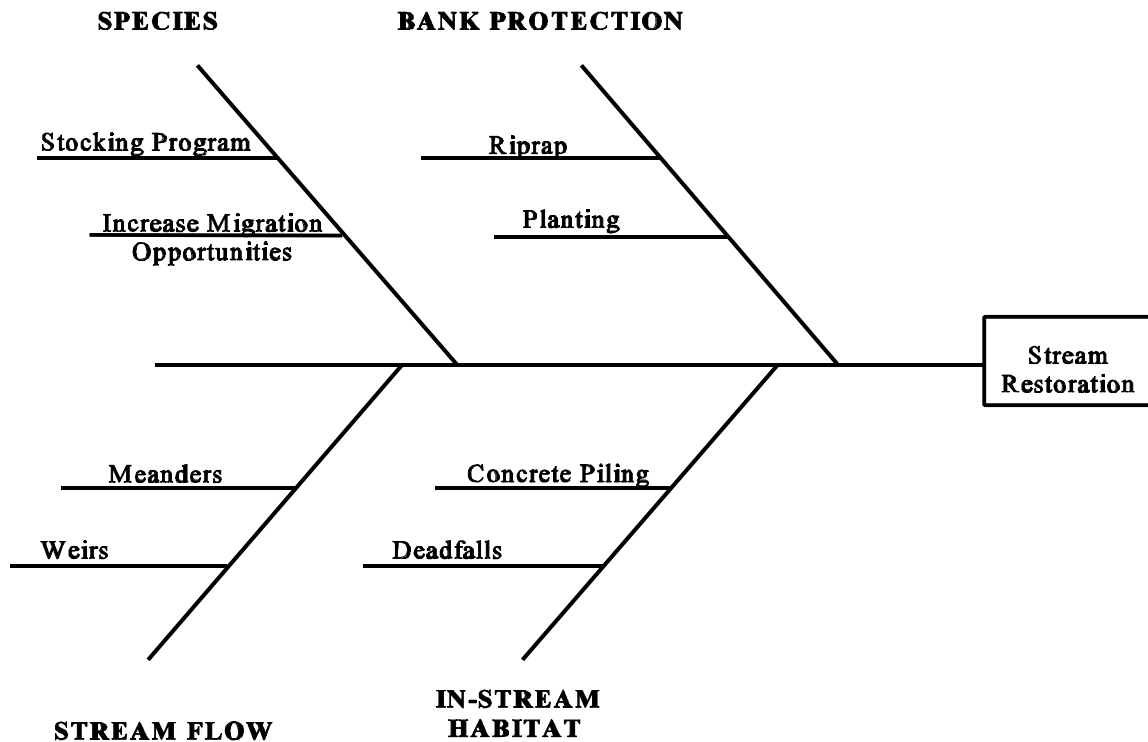 SPECIES
BANK PROTECTION
Stocking Program
Increase Migration
Opportunities
Riprap
Planting
Stream
Restoration
Meanders
Weirs
Concrete Piling
Deadfalls
STREAM FLOW
IN-STREAM
HABITAT